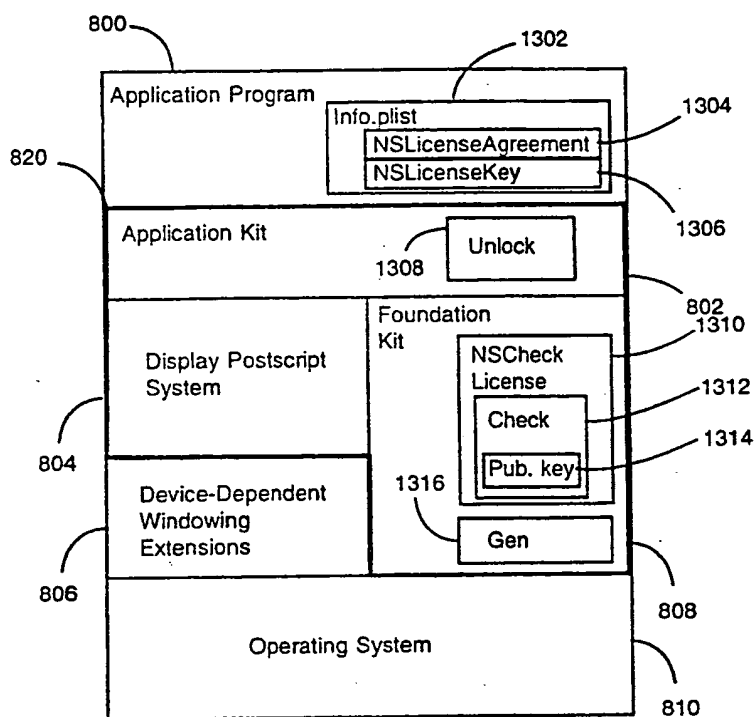 800
1302
Application Program
Info.plist
1304
NSLicenseAgreement
820
NSLicenseKey
1306
Application Kit
Unlock
1308
802
Foundation
Kit
1310
NSCheck
License
Display Postscript
System
1312
Check
1314
804
Pub. key
Device-Dependent
Windowing
Extensions
1316
Gen
806
808
Operating System
810